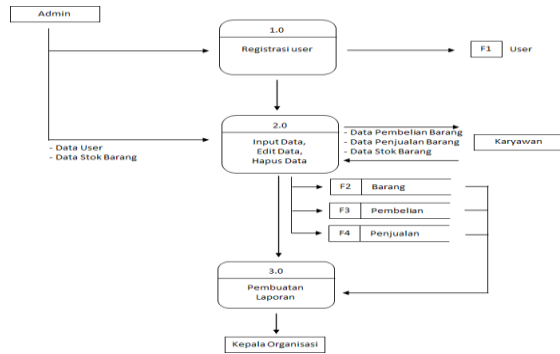 Admin
1.0
Registrasi user
F1 User
2.0
Input Data,
Edit Data,
Hapus Data
- Data User
- Data Stok Barang
- Data Pembelian Barang
- Data Penjualan Barang
- Data Stok Barang
Karyawan
F2 Barang
F3 Pembelian
F4 Penjualan
3.0
Pembuatan
Laporan
Kepala Organisasi